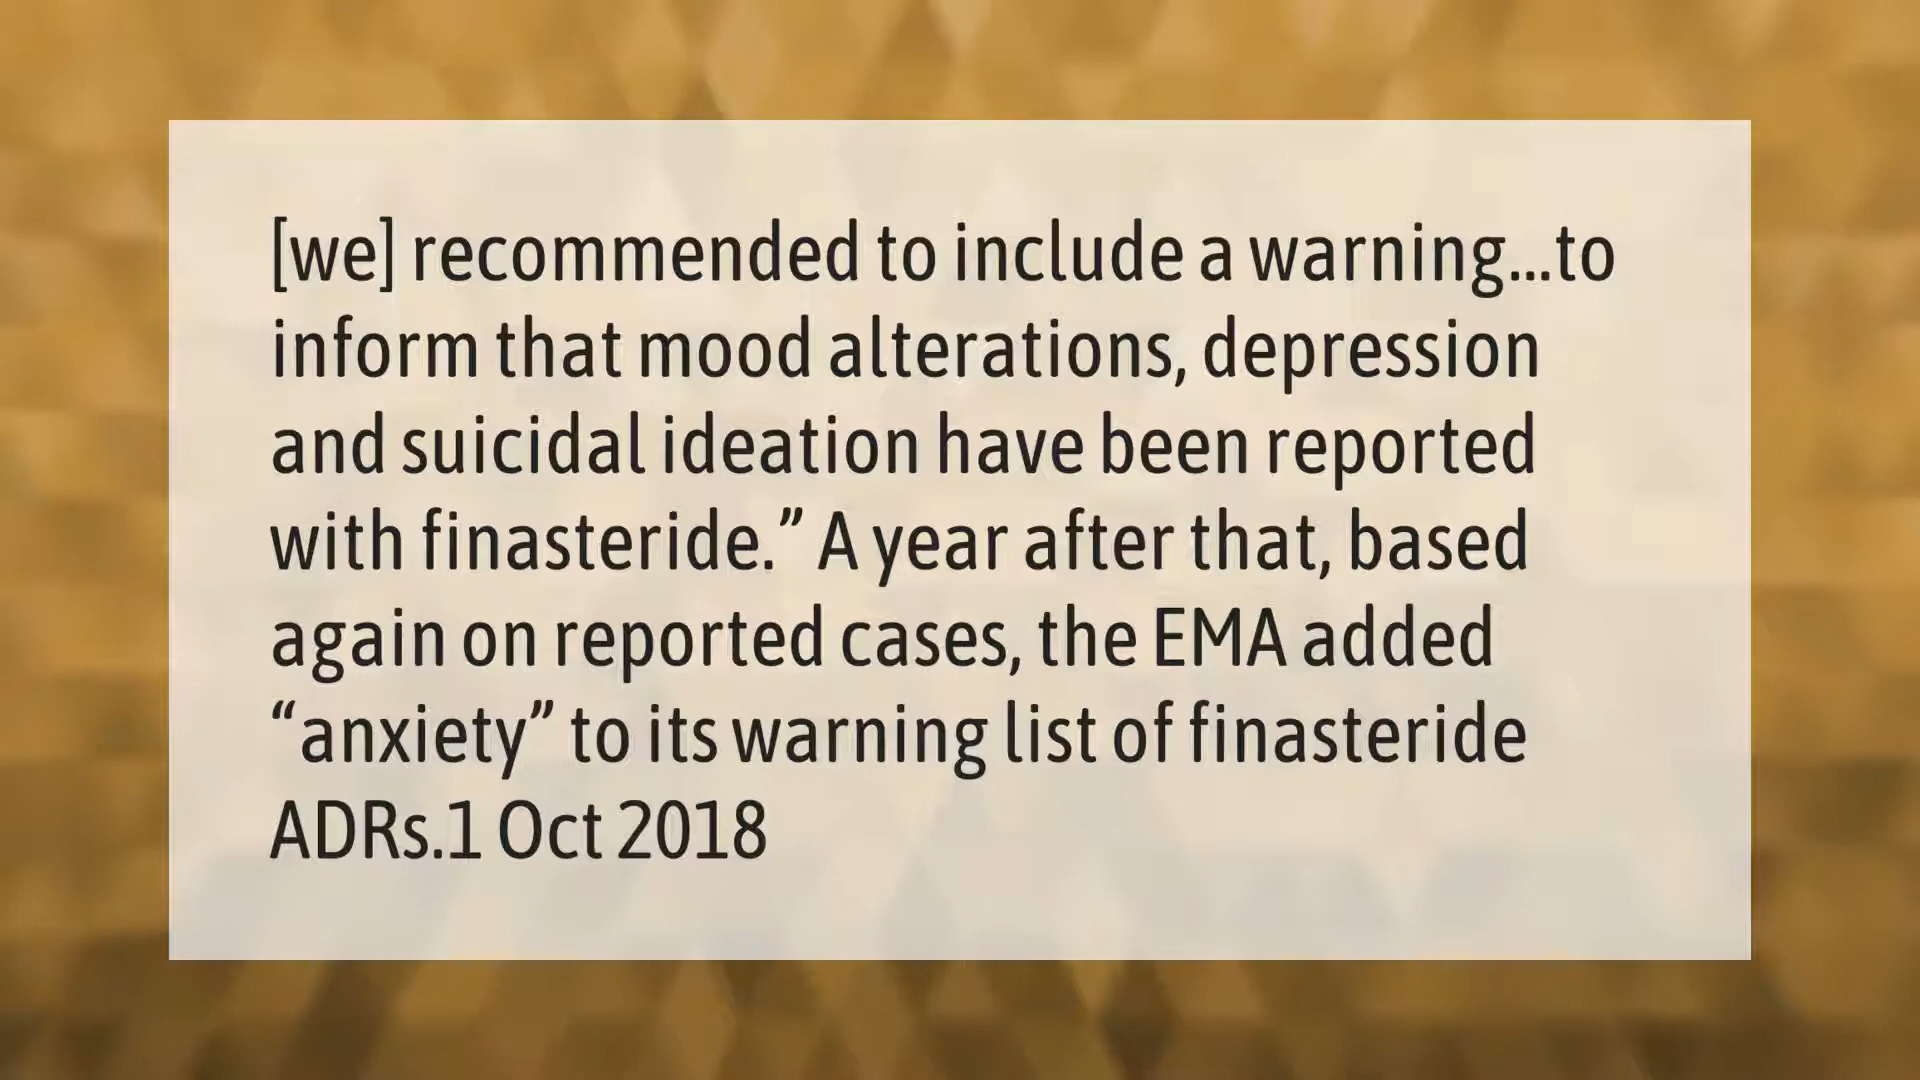 [we] recommended to include a warning...to
inform that mood alterations, depression
and suicidal ideation have been reported
with finasteride.” A year after that, based
again on reported cases, the EMA added
“anxiety” to its warning list of finasteride
ADRs.1 Oct 2018